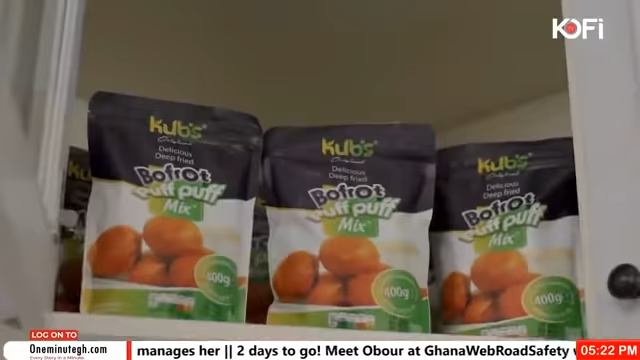 KOFi
Kub's
Delicious
Deep fried
Bofrot
Puff puff
Mix
400g
Kub's
Delicious
Deep fried
Bofrot
Puff puff
Mix
400g
Kub's
Delicious
Deep fried
Bofrot
Puff puff
Mix
400g
LOG ON TO
Oneminutegh.com
Every Story in a Minute
manages her || 2 days to go! Meet Obour at GhanaWebRoadSafety
05:22 PM